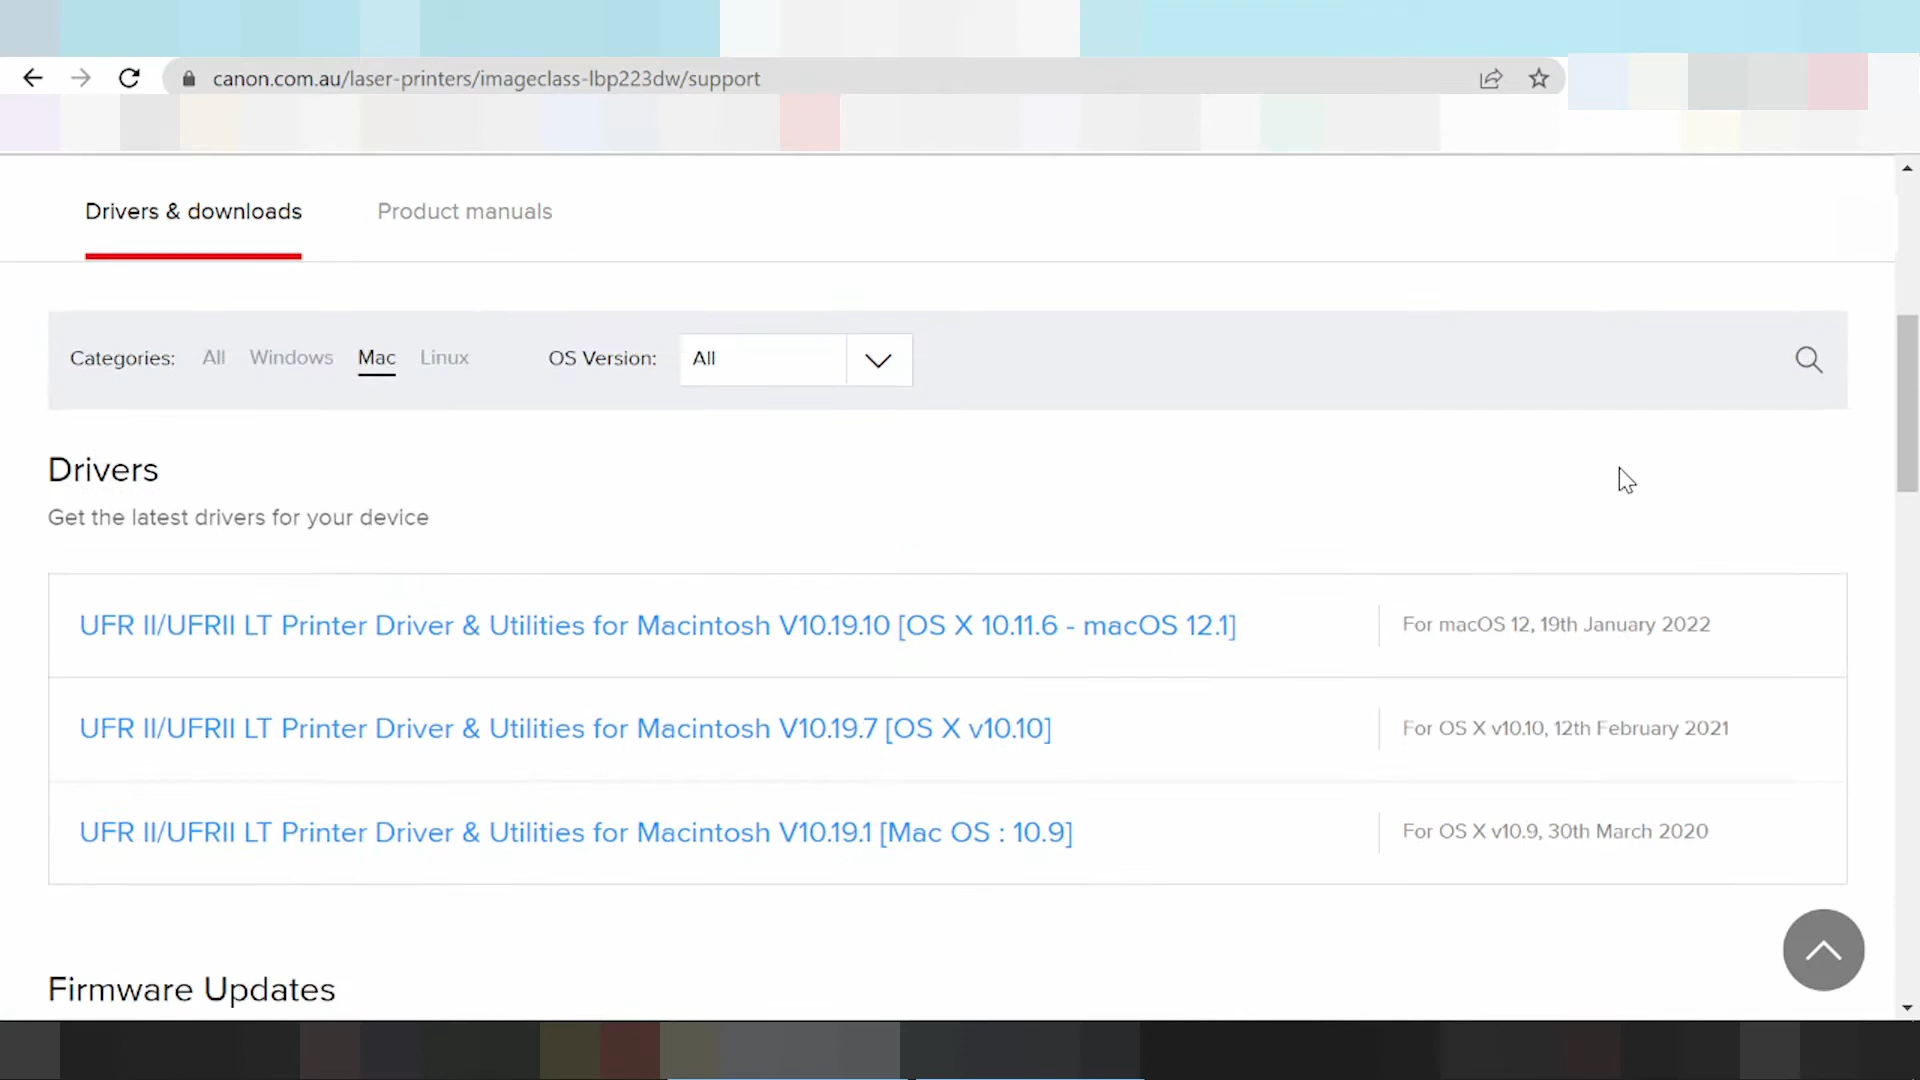 canon.com.au/laser-printers/imageclass-lbp223dw/support
Drivers & downloads Product manuals
Categories: All Windows Mac Linux OS Version: All
Drivers
Get the latest drivers for your device
UFR II/UFRII LT Printer Driver & Utilities for Macintosh V10.19.10 [OS X 10.11.6 - macOS 12.1] For macOS 12, 19th January 2022
UFR II/UFRII LT Printer Driver & Utilities for Macintosh V10.19.7 [OS X v10.10] For OS X v10.10, 12th February 2021
UFR II/UFRII LT Printer Driver & Utilities for Macintosh V10.19.1 [Mac OS : 10.9] For OS X v10.9, 30th March 2020
Firmware Updates